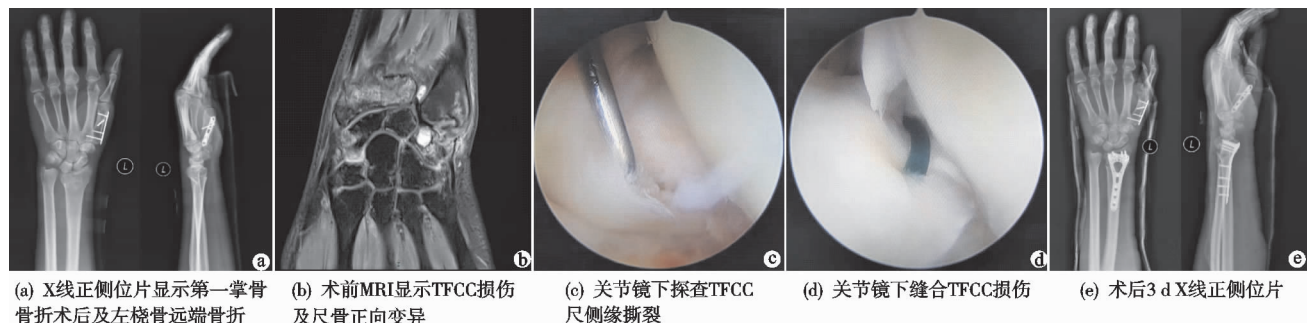 L
L
a
b
c
d
L
L
e
(a) X线正侧位片显示第一掌骨
骨折术后及左桡骨远端骨折
(b) 术前MRI显示TFCC损伤
及尺骨正向变异
(c) 关节镜下探查TFCC
尺侧缘撕裂
(d) 关节镜下缝合TFCC损伤
(e) 术后3 d X线正侧位片